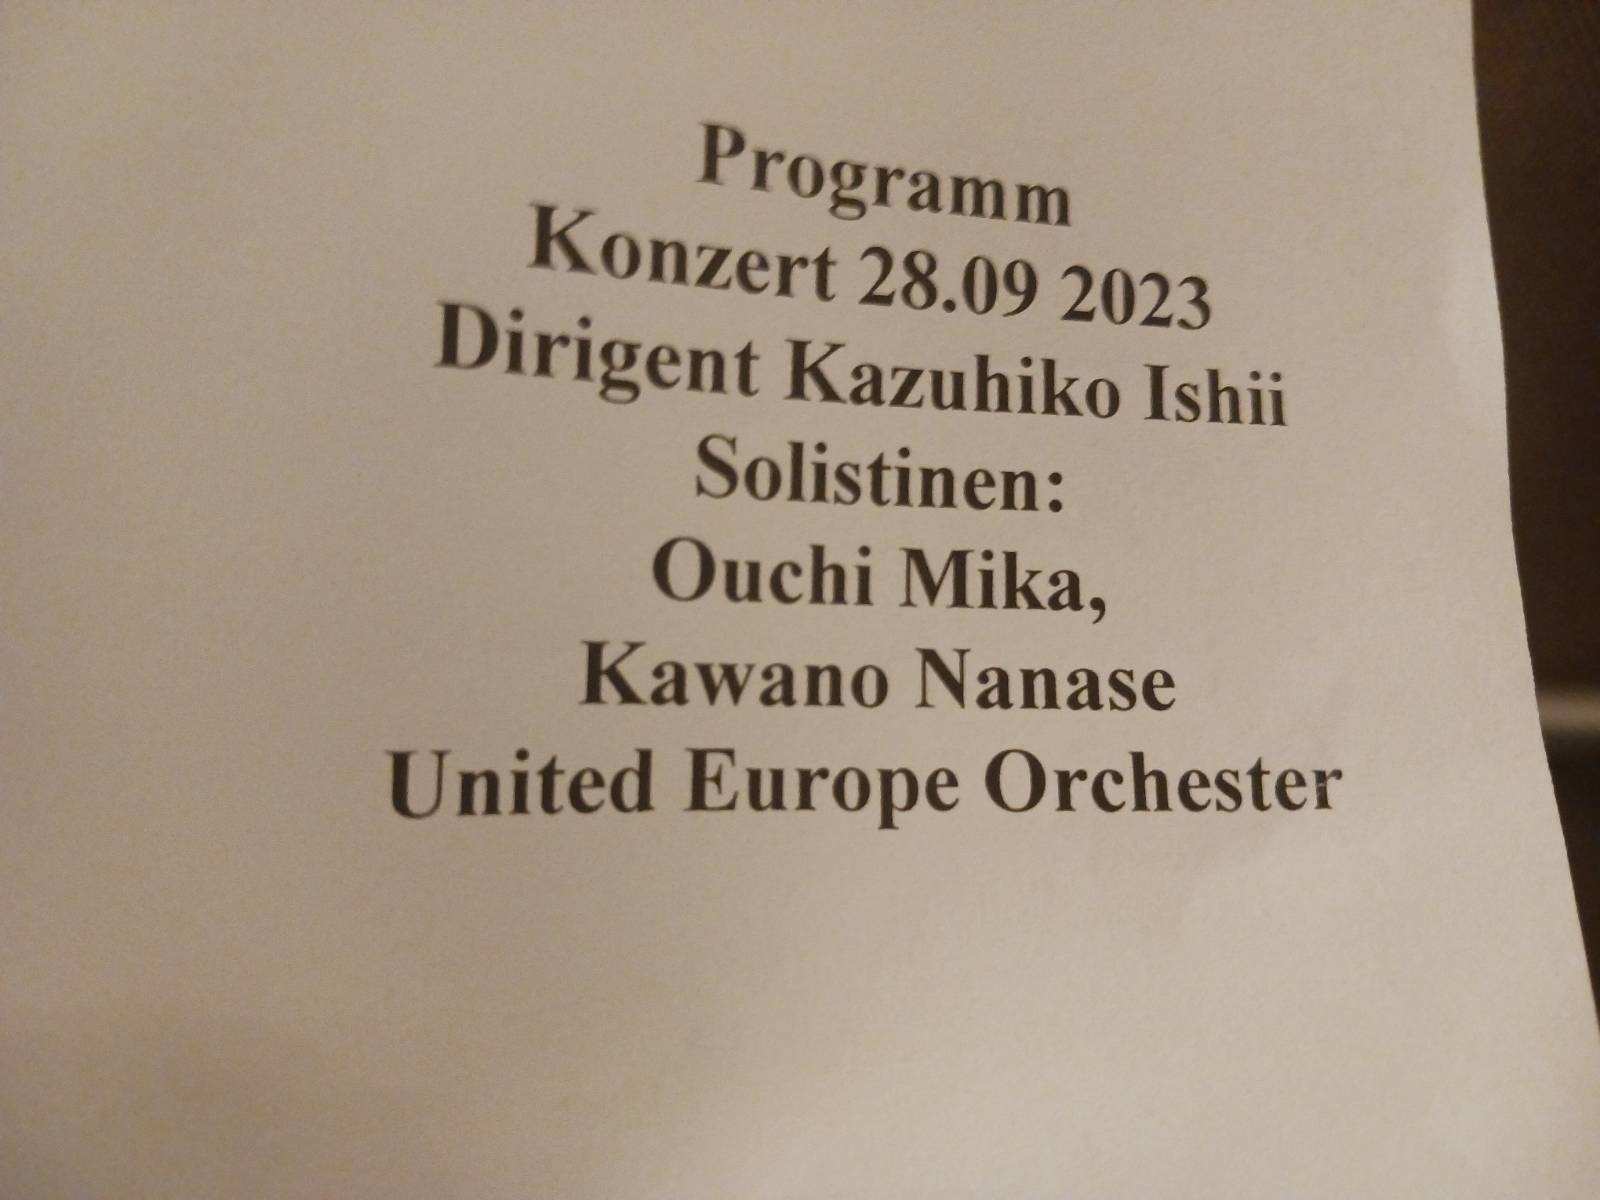 Programm
Konzert 28.09 2023
Dirigent Kazuhiko Ishii
Solistinen:
Ouchi Mika,
Kawano Nanase
United Europe Orchester